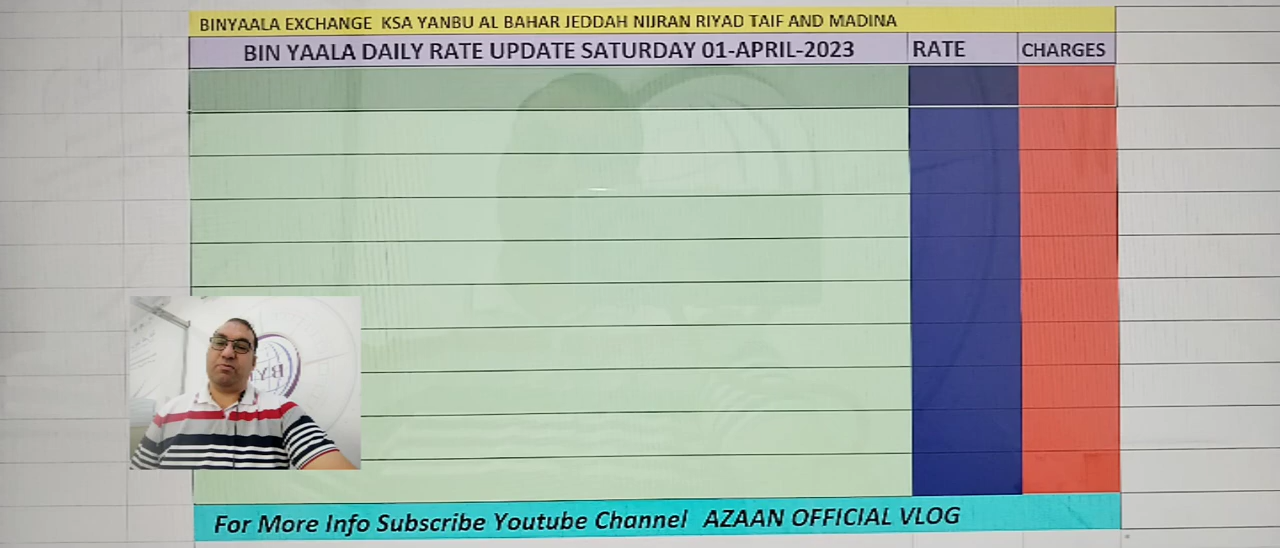 BINYAALA EXCHANGE KSA YANBU AL BAHAR JEDDAH NIJRAN RIYAD TAIF AND MADINA
BIN YAALA DAILY RATE UPDATE SATURDAY 01-APRIL-2023 RATE CHARGES
For More Info Subscribe Youtube Channel AZAAN OFFICIAL VLOG